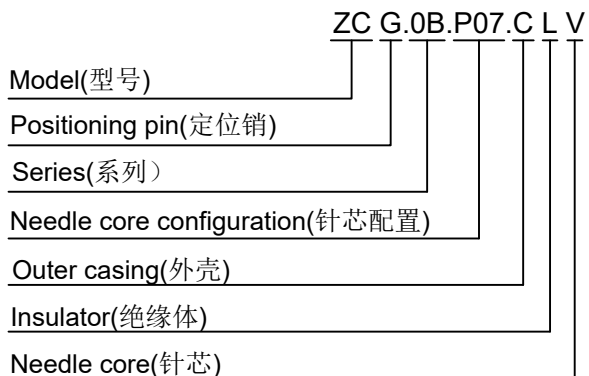 ZC G.0B.P07.C L V
Model(型号)
Positioning pin(定位销)
Series(系列）
Needle core configuration(针芯配置)
Outer casing(外壳)
Insulator(绝缘体)
Needle core(针芯)